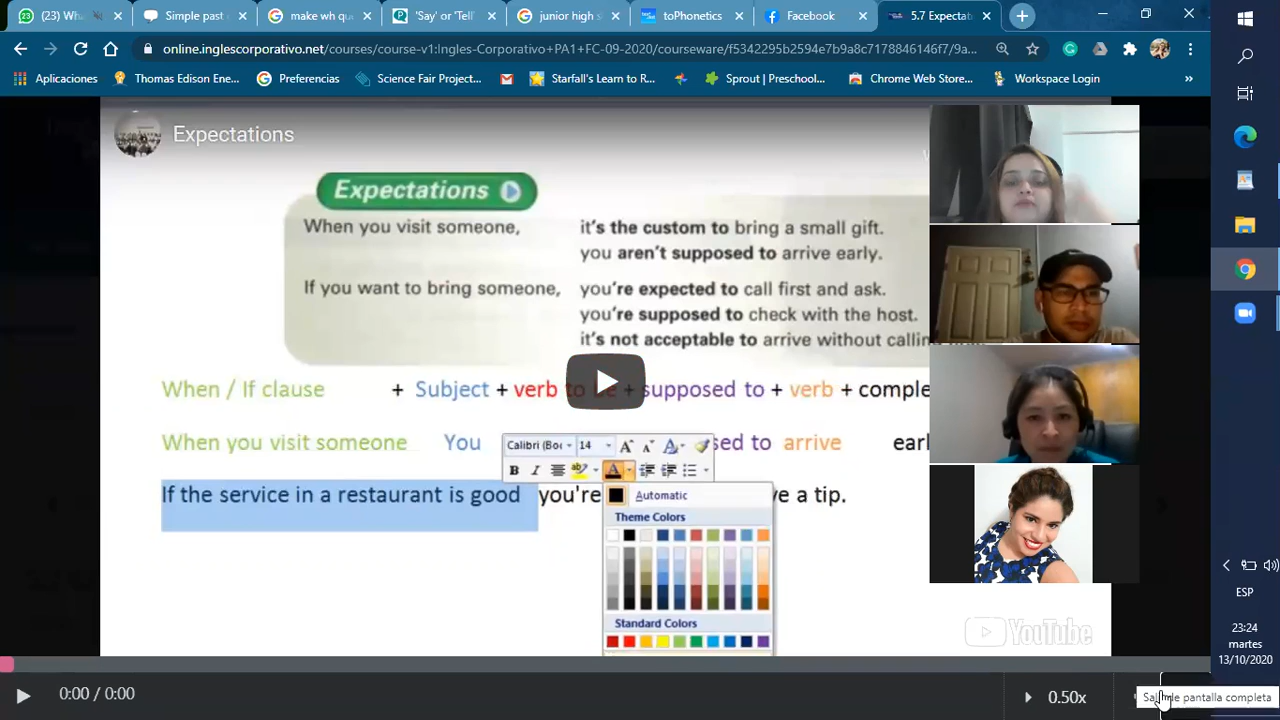 (23) Wha
Simple past
make wh qu
'Say' or 'Tell'
junior high s
toPhonetics
Facebook
5.7 Expectat
online.inglescorporativo.net/courses/course-v1:Ingles-Corporativo+PA1+FC-09-2020/courseware/f5342295b2594e7b9a8c7178846146f7/9a...
Aplicaciones
Thomas Edison Ene...
Preferencias
Science Fair Project...
Starfall's Learn to R...
Sprout | Preschool...
Chrome Web Store...
Workspace Login
»
Expectations
Expectations
When you visit someone, it's the custom to bring a small gift.
you aren't supposed to arrive early.
If you want to bring someone, you're expected to call first and ask.
you're supposed to check with the host.
it's not acceptable to arrive without calling
When / If clause + Subject + verb to be + supposed to + verb + comple
When you visit someone You sed to arrive earl
Calibri (Boi 14
If the service in a restaurant is good you're e a tip.
Automatic
Theme Colors
Standard Colors
YouTube
0:00 / 0:00
0.50x
Salir de pantalla completa
ESP
23:24
martes
13/10/2020